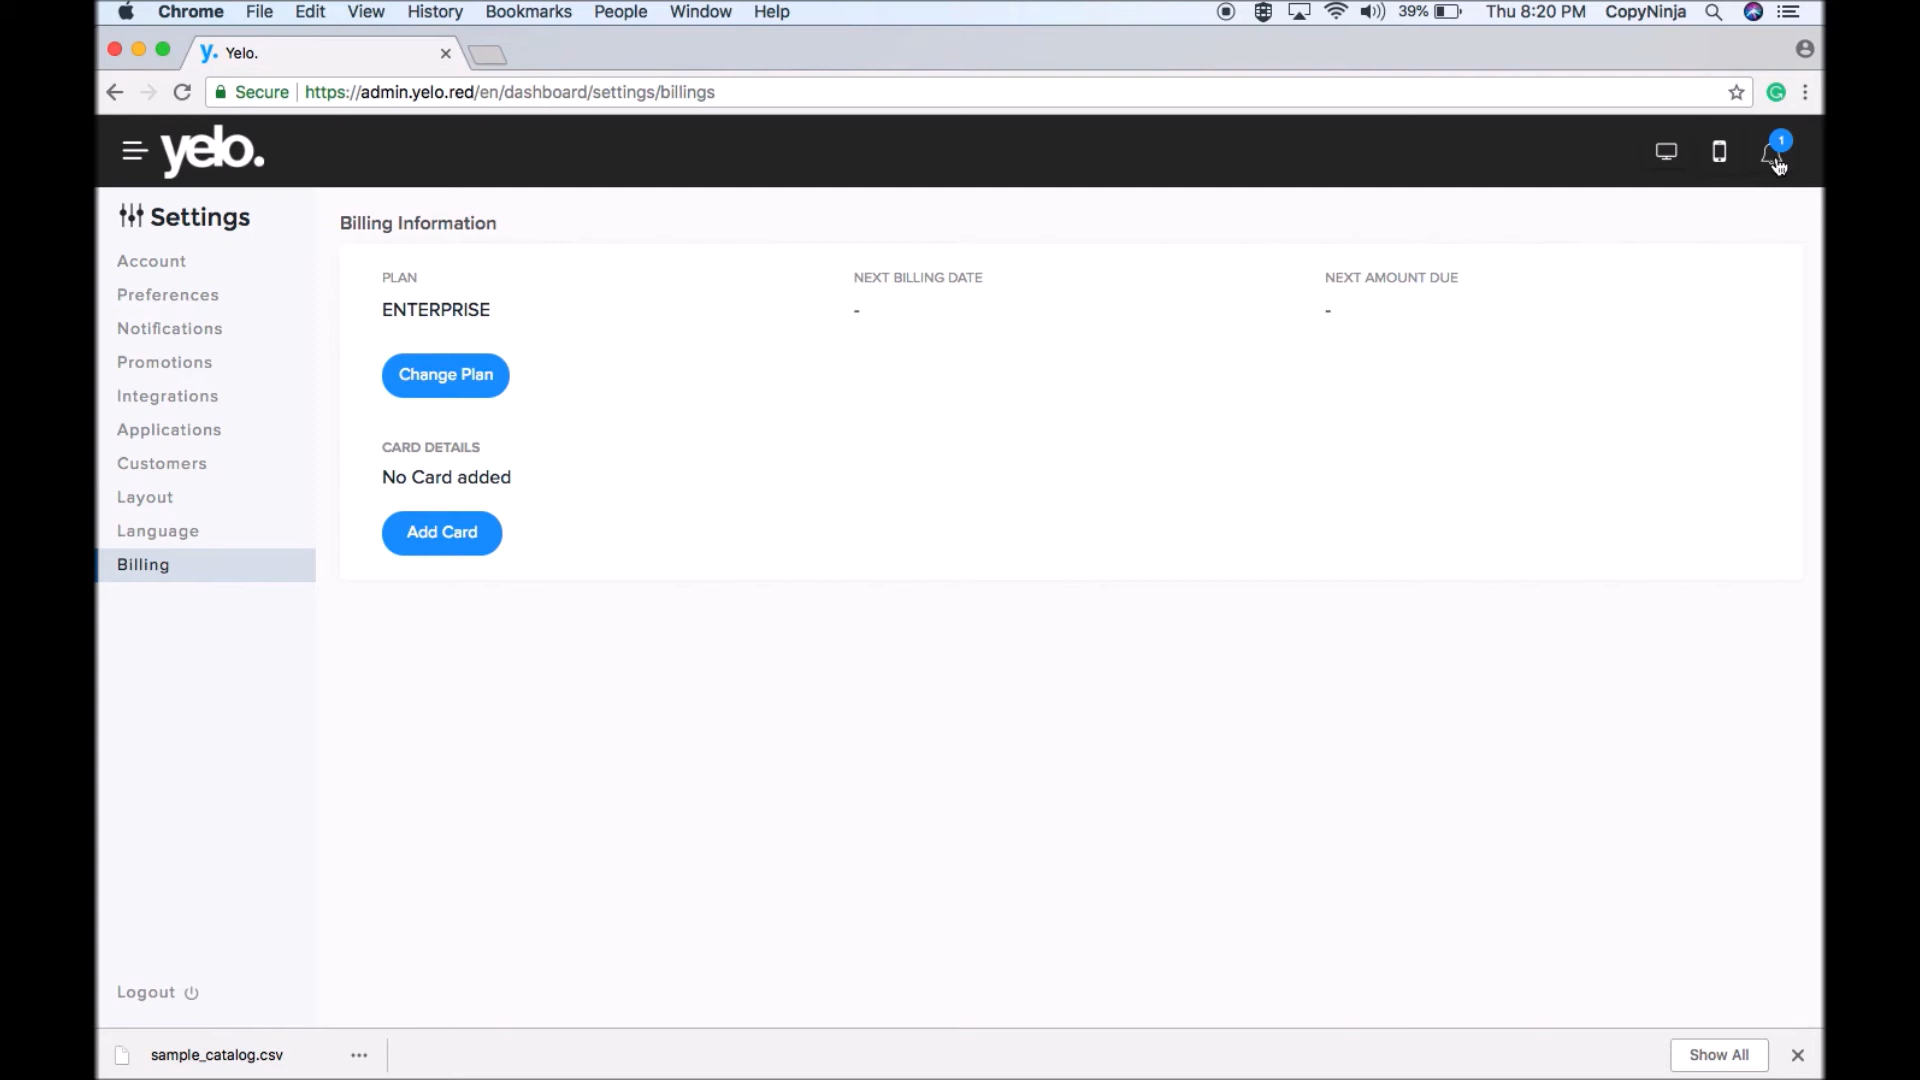 Chrome File Edit View History Bookmarks People Window Help 39% Thu 8:20 PM CopyNinja
y. Yelo.
Secure https://admin.yelo.red/en/dashboard/settings/billings
yelo. 1
Settings
Account
Preferences
Notifications
Promotions
Integrations
Applications
Customers
Layout
Language
Billing
Logout
Billing Information
PLAN NEXT BILLING DATE NEXT AMOUNT DUE
ENTERPRISE - -
Change Plan
CARD DETAILS
No Card added
Add Card
sample_catalog.csv Show All